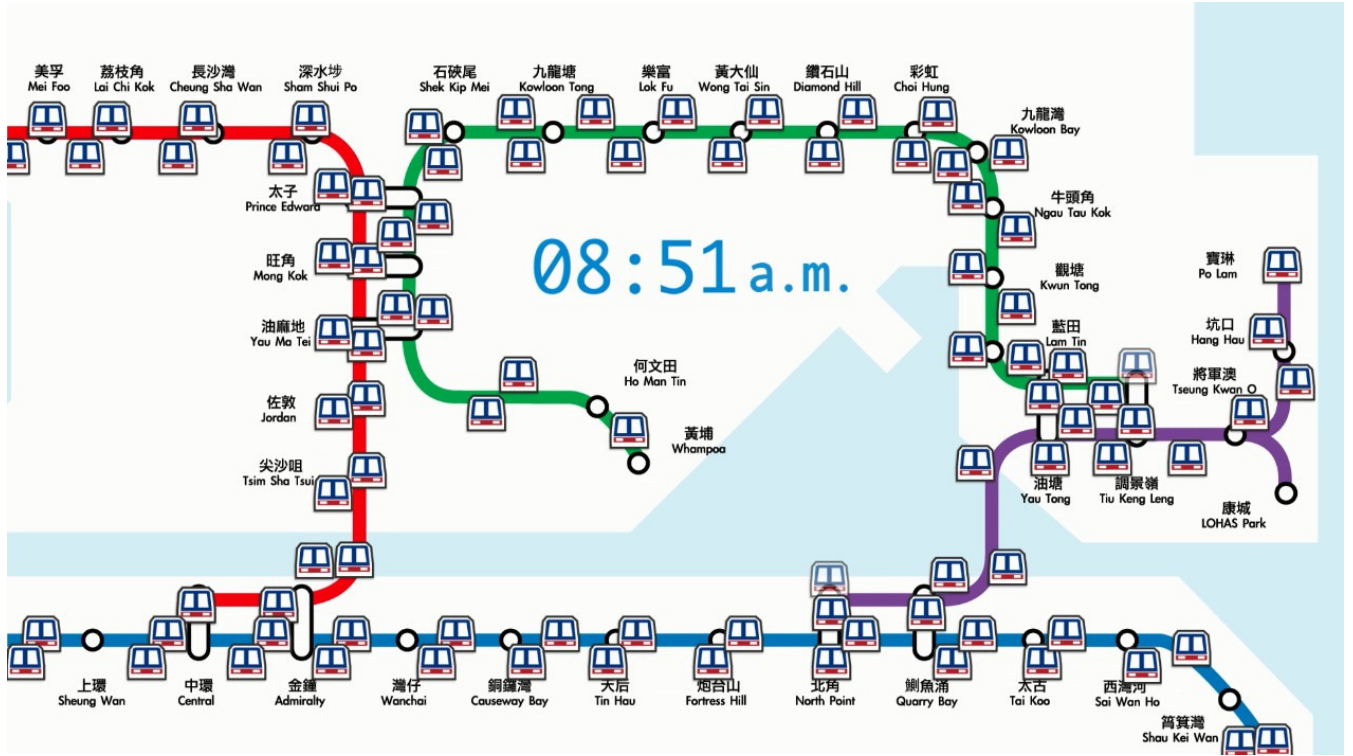 美孚
Mei Foo
荔枝角
Lai Chi Kok
長沙灣
Cheung Sha Wan
深水埗
Sham Shui Po
石硤尾
Shek Kip Mei
九龍塘
Kowloon Tong
樂富
Lok Fu
黃大仙
Wong Tai Sin
鑽石山
Diamond Hill
彩虹
Choi Hung
九龍灣
Kowloon Bay
太子
Prince Edward
牛頭角
Ngau Tau Kok
旺角
Mong Kok
08:51 a.m.
觀塘
Kwun Tong
寶琳
Po Lam
油麻地
Yau Ma Tei
藍田
Lam Tin
坑口
Hang Hau
何文田
Ho Man Tin
將軍澳
Tseung Kwan O
佐敦
Jordan
黃埔
Whampoa
尖沙咀
Tsim Sha Tsui
油塘
Yau Tong
調景嶺
Tiu Keng Leng
康城
LOHAS Park
上環
Sheung Wan
中環
Central
金鐘
Admiralty
灣仔
Wanchai
銅鑼灣
Causeway Bay
天后
Tin Hau
炮台山
Fortress Hill
北角
North Point
鰂魚涌
Quarry Bay
太古
Tai Koo
西灣河
Sai Wan Ho
筲箕灣
Shau Kei Wan